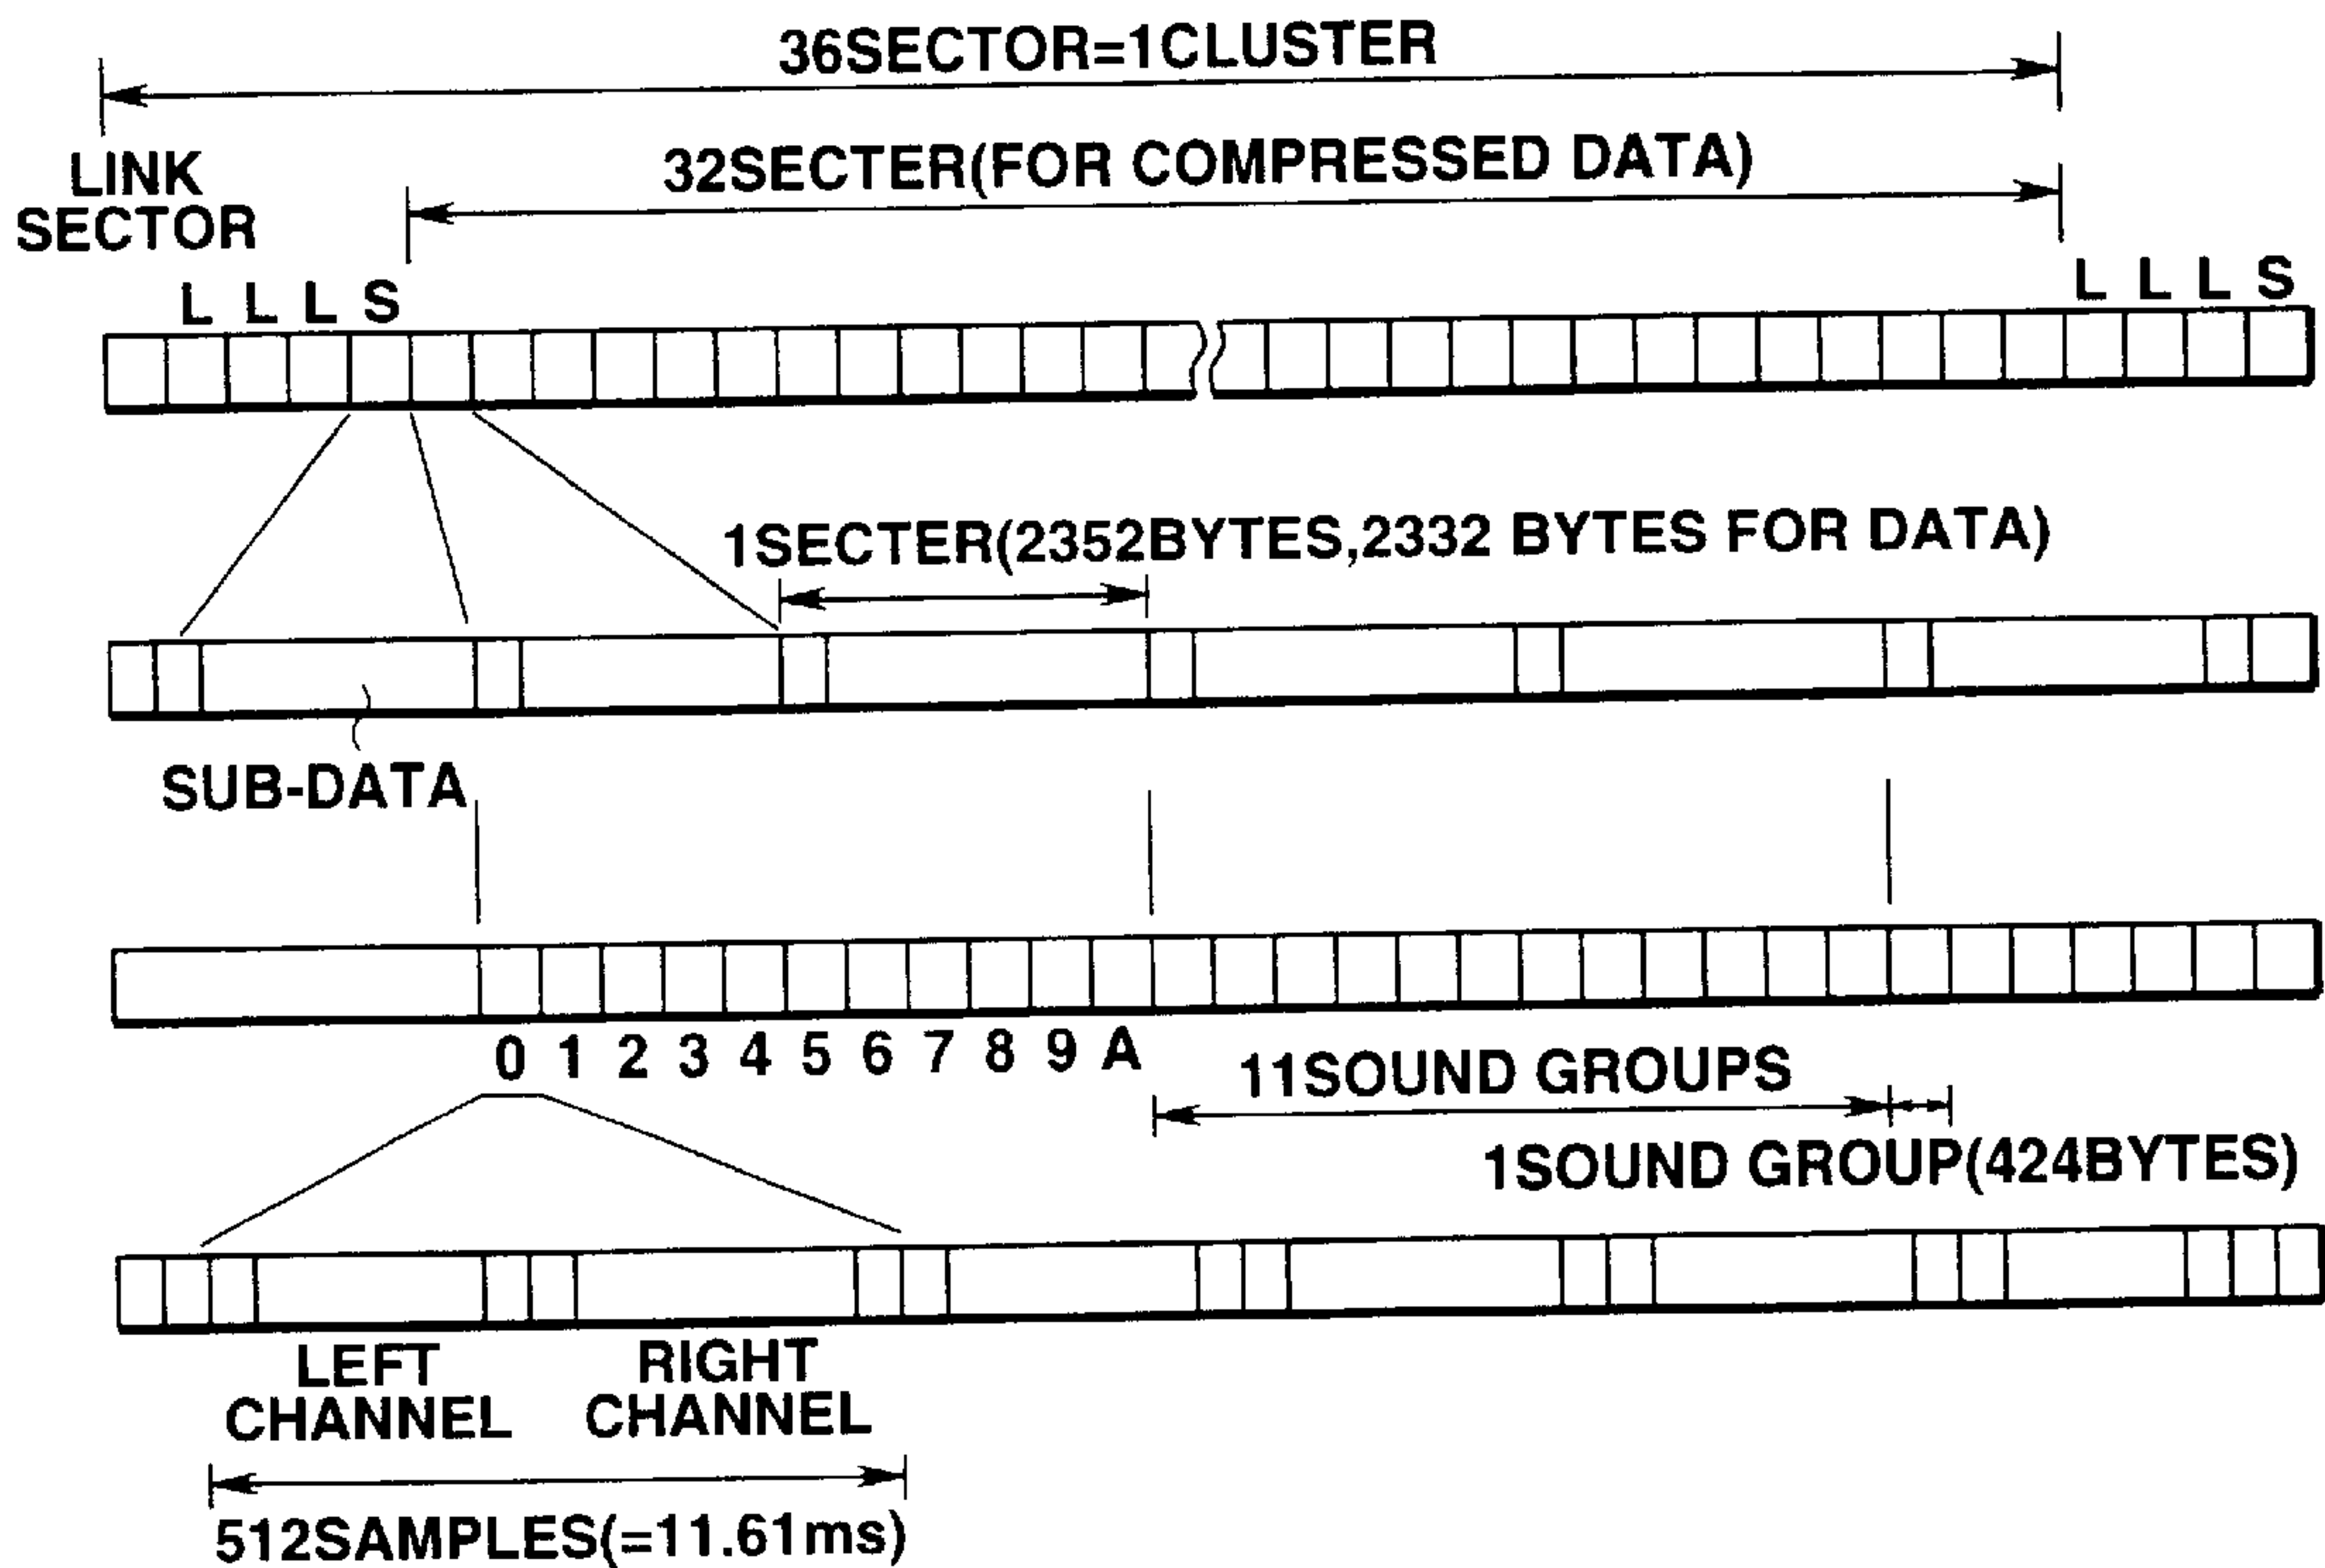 36SECTOR=1CLUSTER
32SECTER(FOR COMPRESSED DATA)
LINK
SECTOR
L L L S
L L L S
1SECTER(2352BYTES,2332 BYTES FOR DATA)
SUB-DATA
0 1 2 3 4 5 6 7 8 9 A
11SOUND GROUPS
1SOUND GROUP(424BYTES)
LEFT
CHANNEL
RIGHT
CHANNEL
512SAMPLES(=11.61ms)